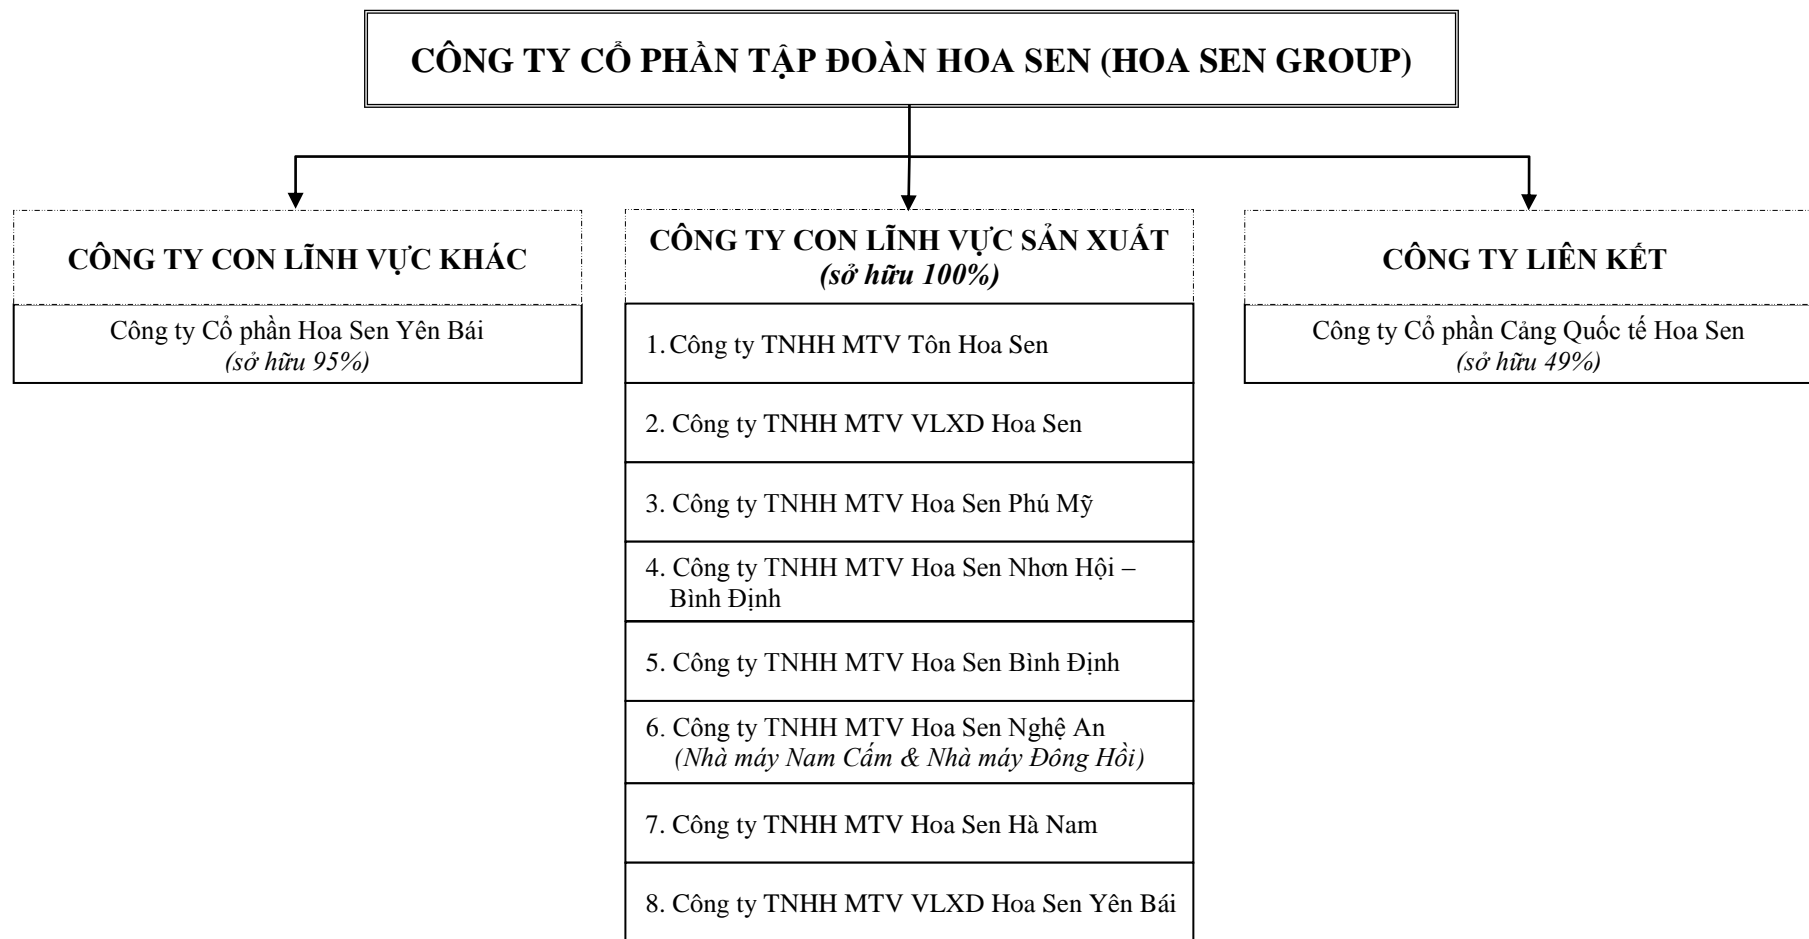 CÔNG TY CỔ PHẦN TẬP ĐOÀN HOA SEN (HOA SEN GROUP)
CÔNG TY CON LĨNH VỰC KHÁC
Công ty Cổ phần Hoa Sen Yên Bái
(sở hữu 95%)
CÔNG TY CON LĨNH VỰC SẢN XUẤT
(sở hữu 100%)
1. Công ty TNHH MTV Tôn Hoa Sen
2. Công ty TNHH MTV VLXD Hoa Sen
3. Công ty TNHH MTV Hoa Sen Phú Mỹ
4. Công ty TNHH MTV Hoa Sen Nhơn Hội –
Bình Định
5. Công ty TNHH MTV Hoa Sen Bình Định
6. Công ty TNHH MTV Hoa Sen Nghệ An
(Nhà máy Nam Cấm & Nhà máy Đông Hồi)
7. Công ty TNHH MTV Hoa Sen Hà Nam
8. Công ty TNHH MTV VLXD Hoa Sen Yên Bái
CÔNG TY LIÊN KẾT
Công ty Cổ phần Cảng Quốc tế Hoa Sen
(sở hữu 49%)